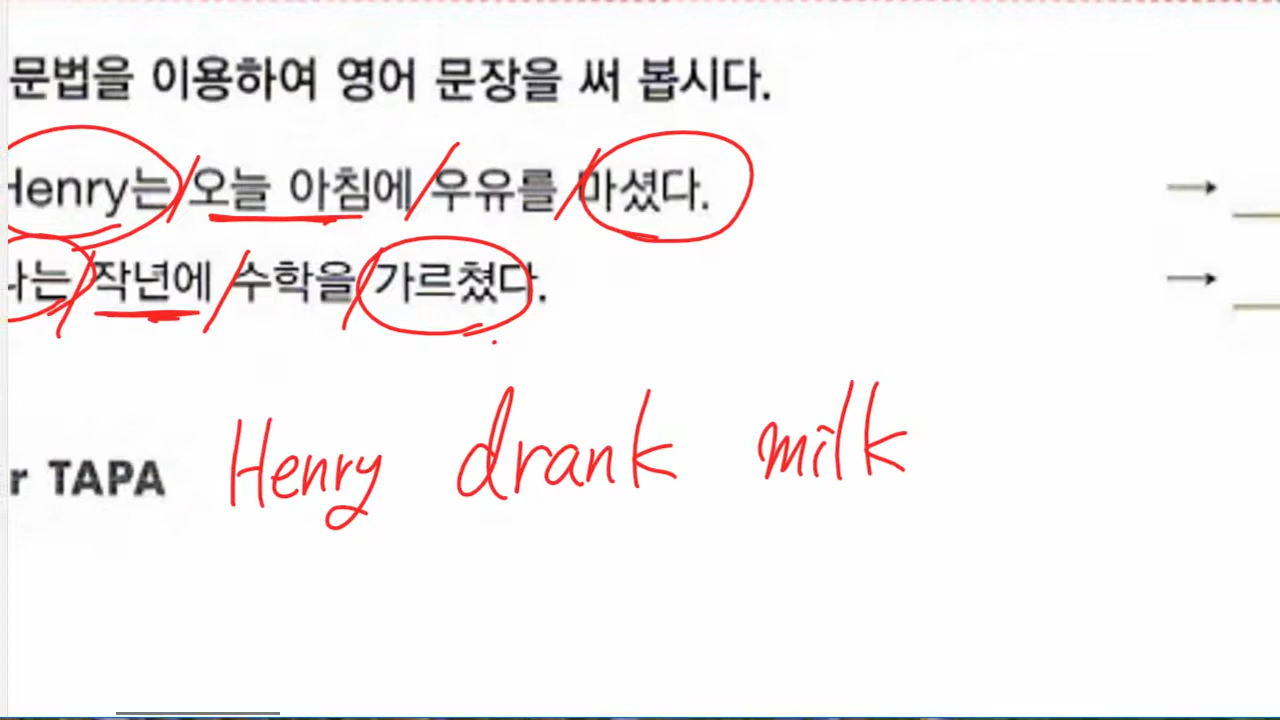 문법을 이용하여 영어 문장을 써 봅시다.
Henry는 오늘 아침에 우유를 마셨다. →
나는 작년에 수학을 가르쳤다. →
r TAPA Henry drank milk